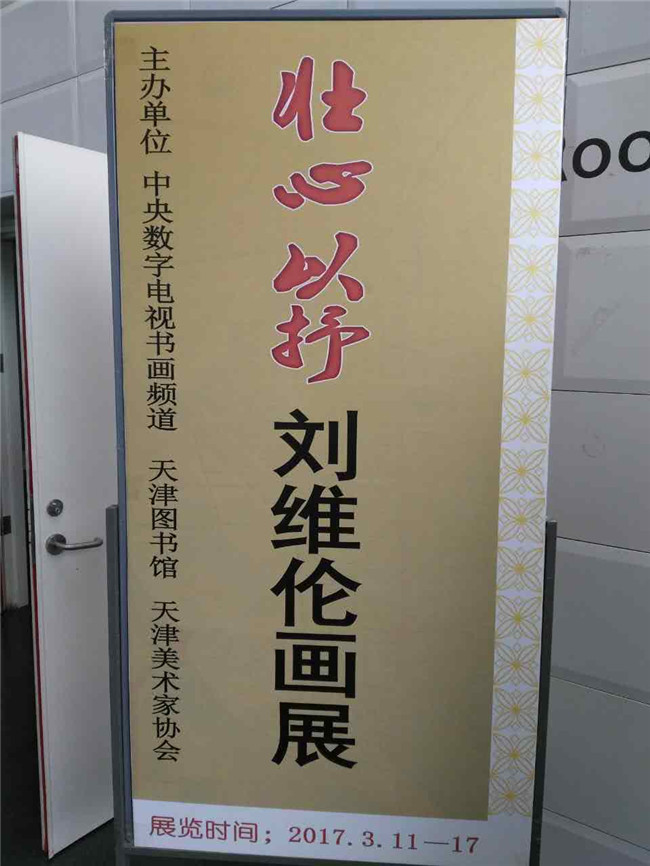 壮心以抒
刘维伦画展
主办单位 中央数字电视书画频道 天津图书馆 天津美术家协会
展览时间；2017.3.11—17